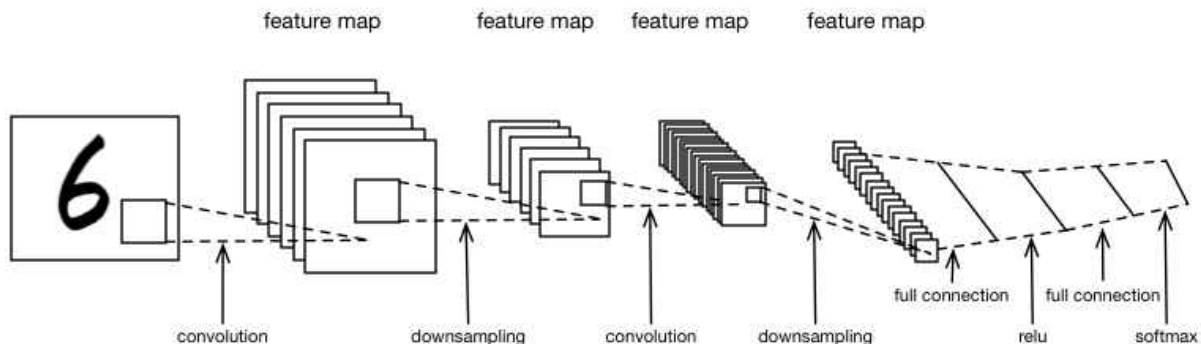 feature map
feature map
feature map
feature map
6
full connection
full connection
convolution
downsampling
convolution
downsampling
relu
softmax